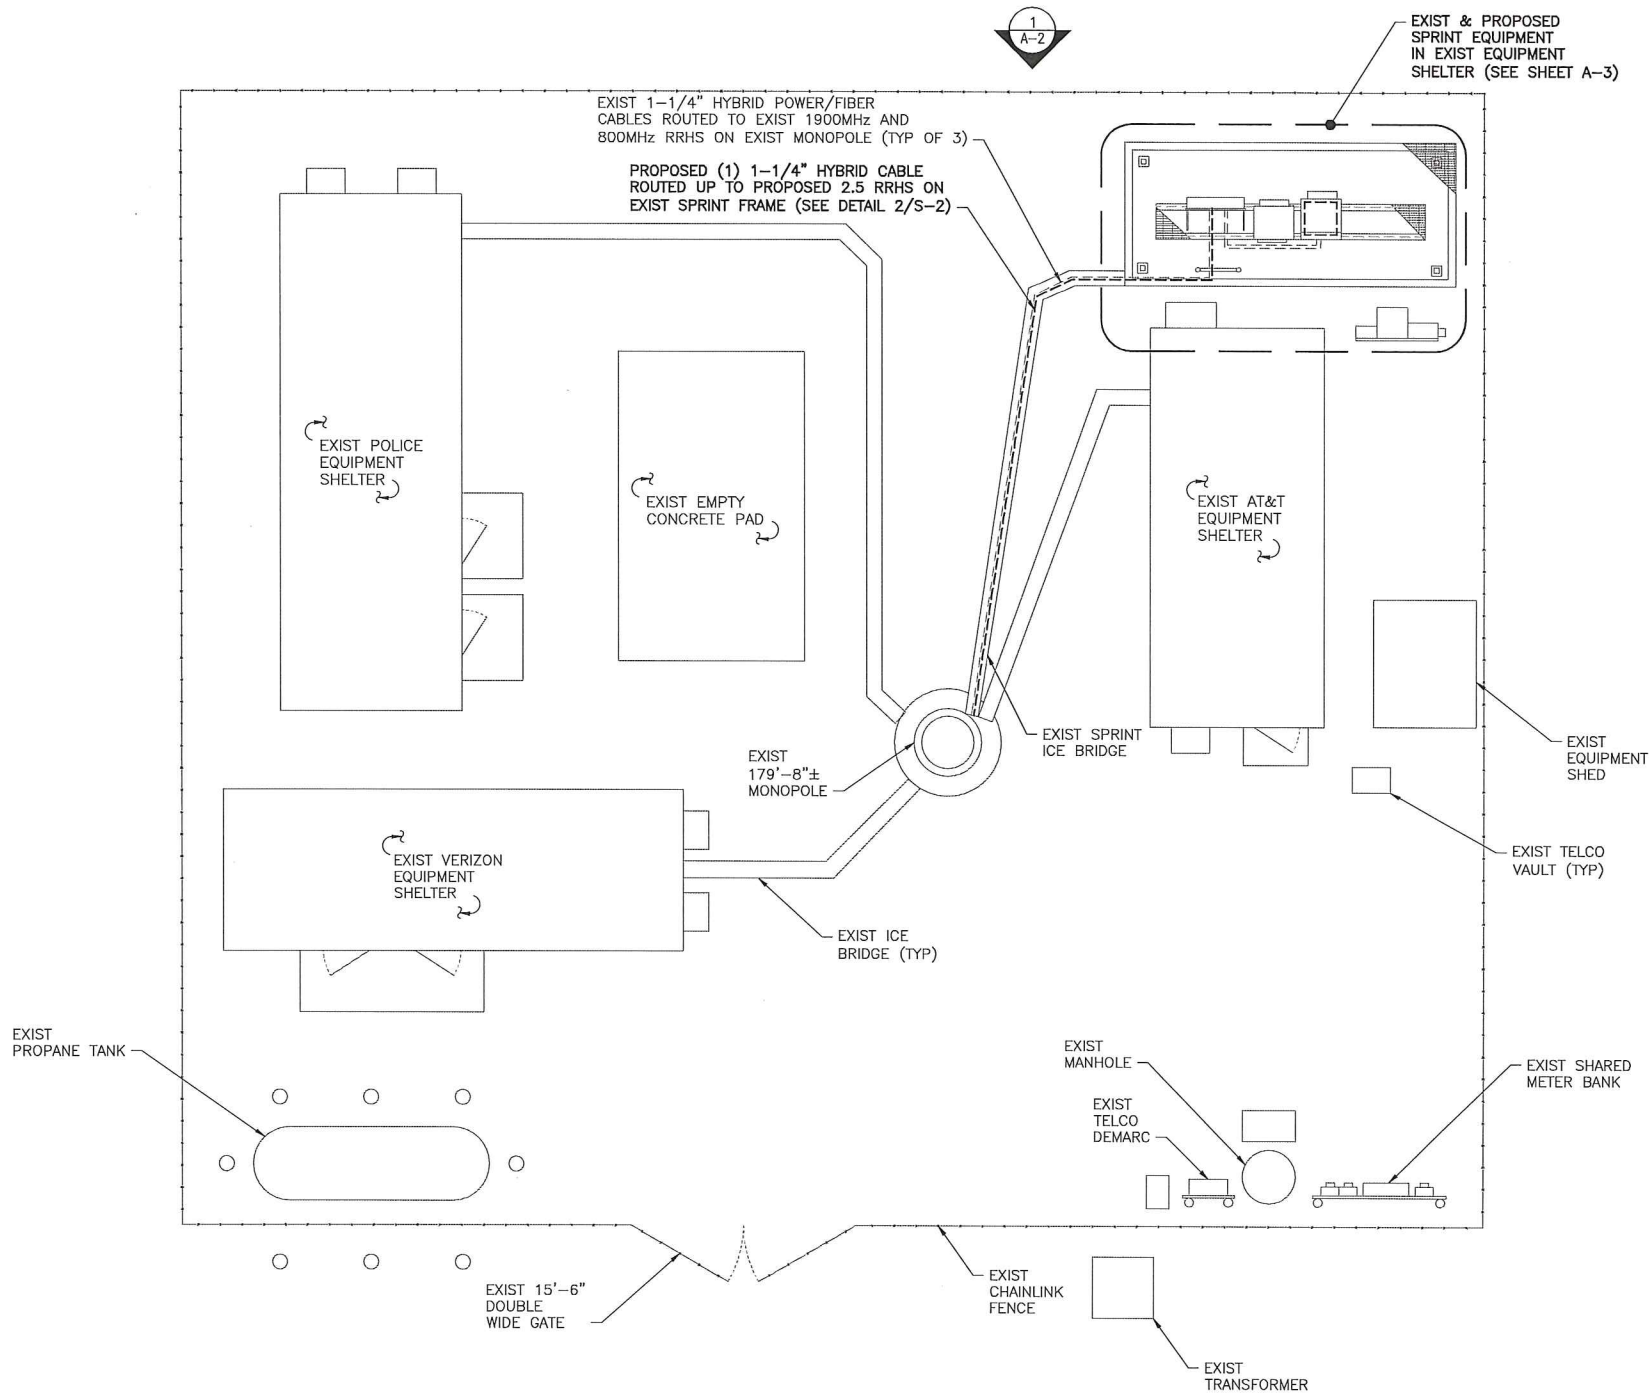 1
A-2
EXIST & PROPOSED
SPRINT EQUIPMENT
IN EXIST EQUIPMENT
SHELTER (SEE SHEET A-3)
EXIST 1-1/4" HYBRID POWER/FIBER
CABLES ROUTED TO EXIST 1900MHz AND
800MHz RRHS ON EXIST MONOPOLE (TYP OF 3)
PROPOSED (1) 1-1/4" HYBRID CABLE
ROUTED UP TO PROPOSED 2.5 RRHS ON
EXIST SPRINT FRAME (SEE DETAIL 2/S-2)
EXIST POLICE
EQUIPMENT
SHELTER
EXIST EMPTY
CONCRETE PAD
EXIST AT&T
EQUIPMENT
SHELTER
EXIST SPRINT
ICE BRIDGE
EXIST
179'-8"±
MONOPOLE
EXIST
EQUIPMENT
SHED
EXIST VERIZON
EQUIPMENT
SHELTER
EXIST TELCO
VAULT (TYP)
EXIST ICE
BRIDGE (TYP)
EXIST
PROPANE TANK
EXIST
MANHOLE
EXIST SHARED
METER BANK
EXIST
TELCO
DEMARC
EXIST 15'-6"
DOUBLE
WIDE GATE
EXIST
CHAINLINK
FENCE
EXIST
TRANSFORMER